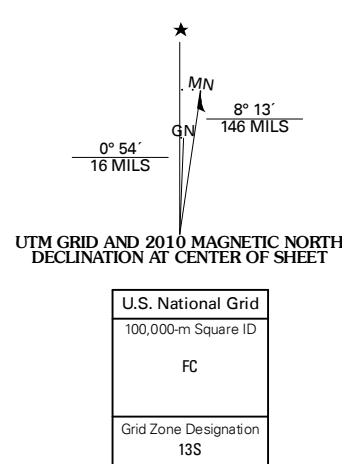 ★
MN
GN
8° 13´
146 MILS
0° 54´
16 MILS
UTM GRID AND 2010 MAGNETIC NORTH
DECLINATION AT CENTER OF SHEET
U.S. National Grid
100,000-m Square ID
FC
Grid Zone Designation
13S